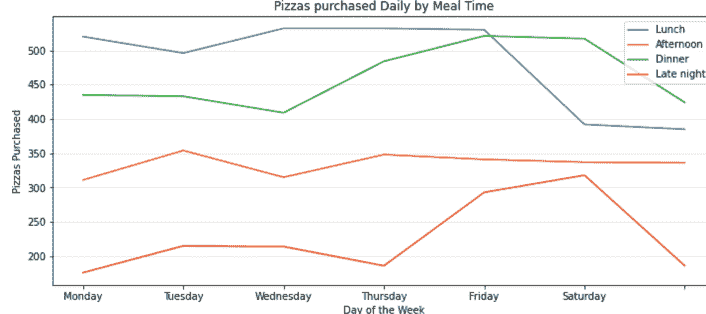 Pizzas purchased Daily by Meal Time
Lunch
Afternoon
Dinner
Late night
Pizzas Purchased
500
450
400
350
300
250
200
Monday
Tuesday
Wednesday
Thursday
Friday
Saturday
Day of the Week